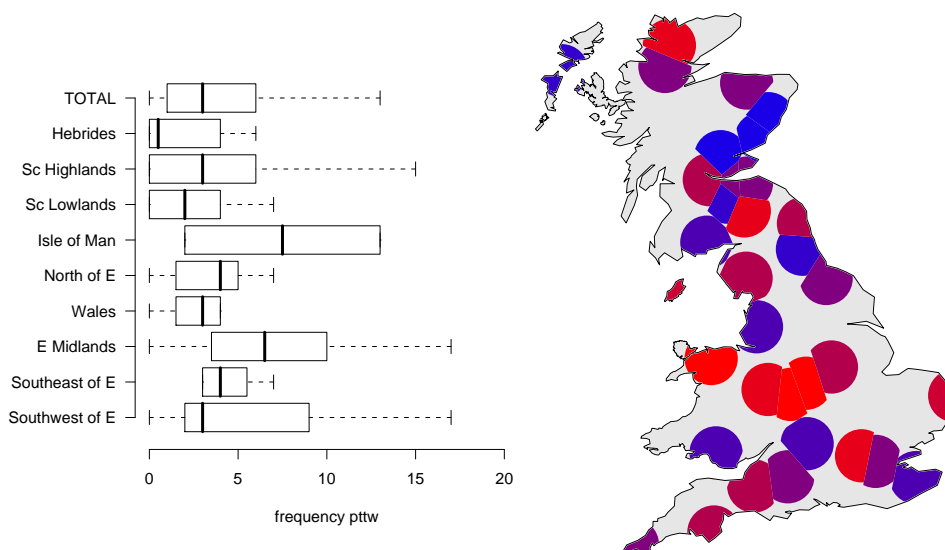 TOTAL
Hebrides
Sc Highlands
Sc Lowlands
Isle of Man
North of E
Wales
E Midlands
Southeast of E
Southwest of E
0 5 10 15 20
frequency pttw